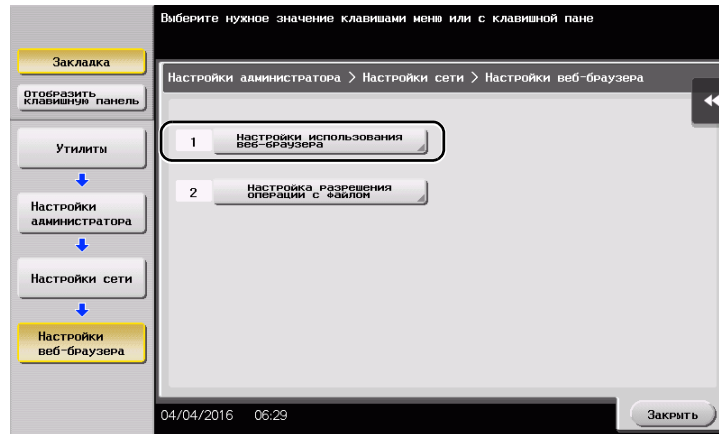 Выберите нужное значение клавишами меню или с клавишной пане
Закладка
Отобразить
клавишную панель
Утилиты
Настройки
администратора
Настройки сети
Настройки
веб-браузера
Настройки администратора > Настройки сети > Настройки веб-браузера
1 Настройки использования
веб-браузера
2 Настройка разрешения
операции с файлом
04/04/2016 06:29
Закрыть